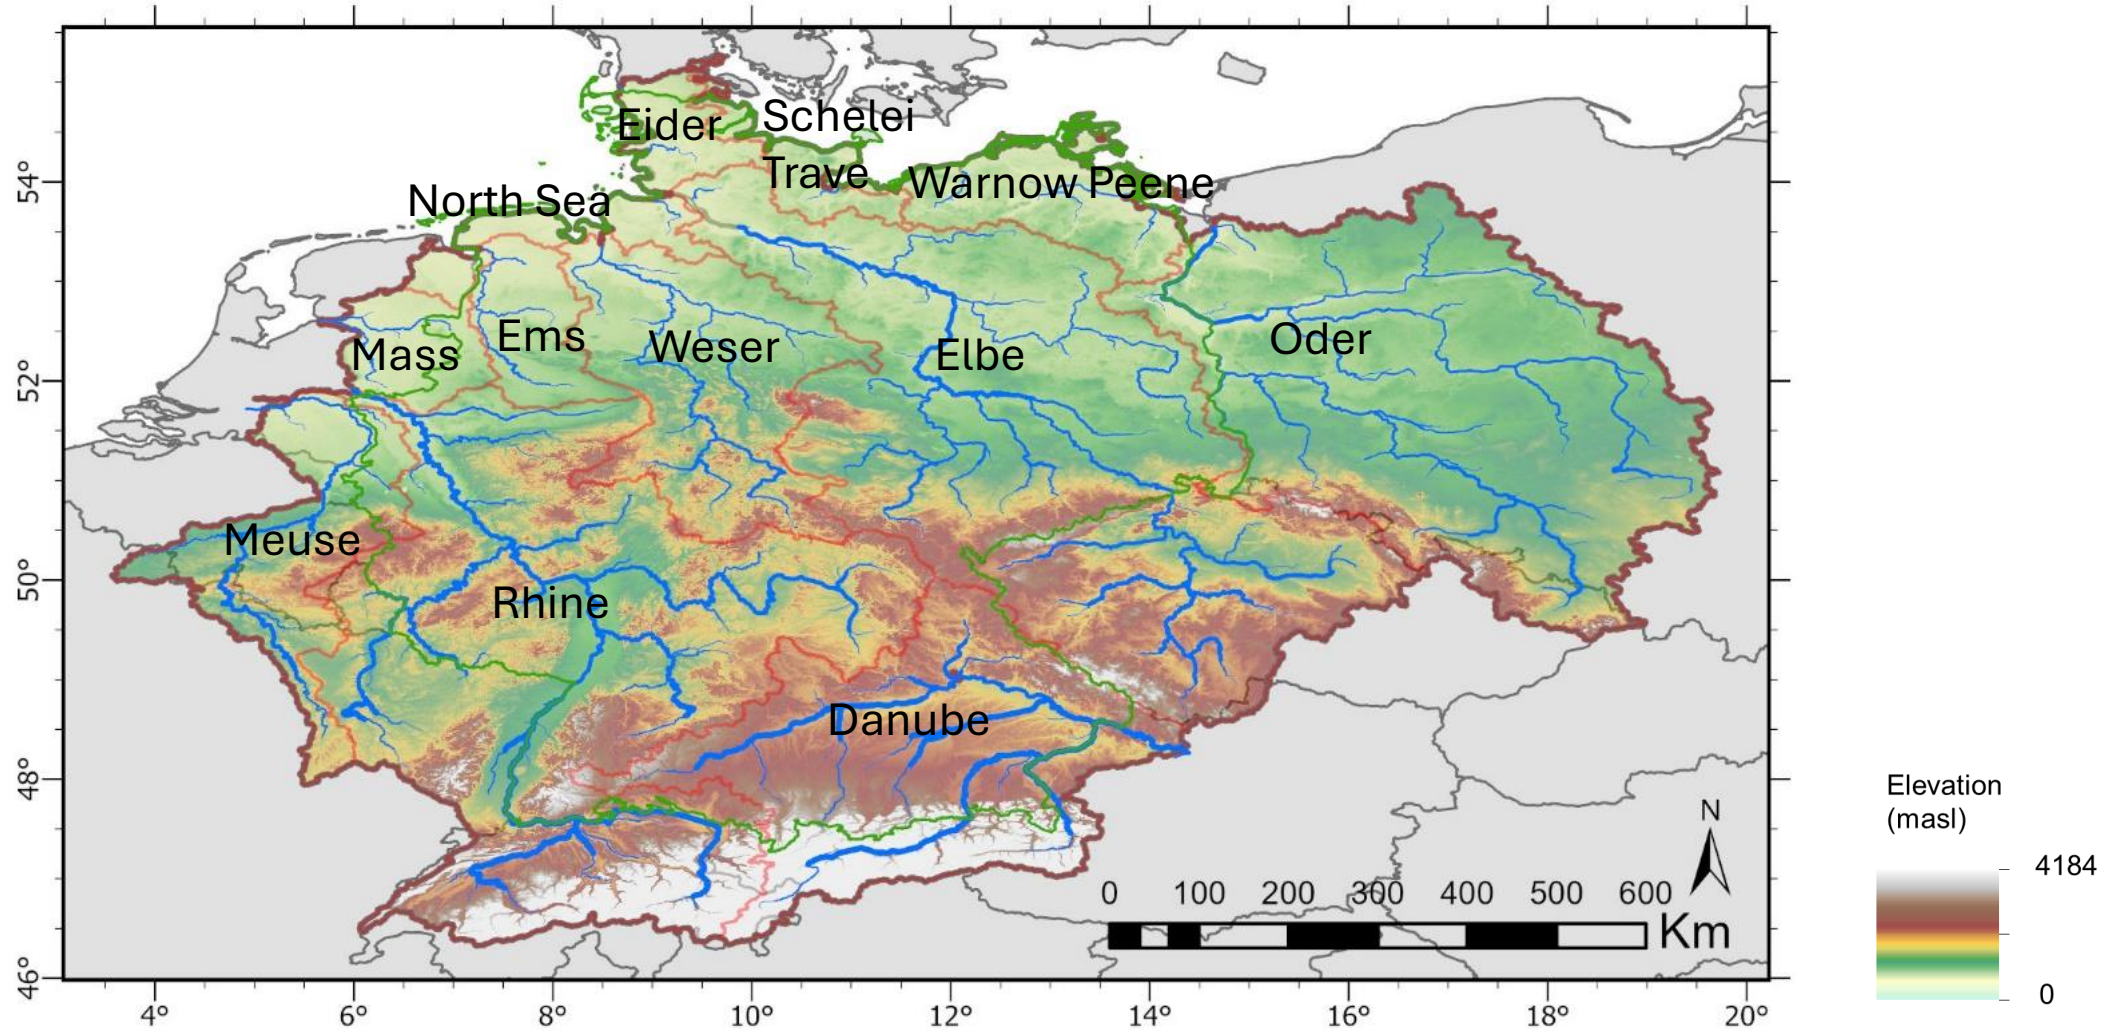 Eider
Schelei
Trave
Warnow Peene
North Sea
Mass
Ems
Weser
Elbe
Oder
Meuse
Rhine
Danube
54°
52°
50°
48°
46°
4°
6°
8°
10°
12°
14°
16°
18°
20°
N
0 100 200 300 400 500 600
Km
Elevation
(masl)
4184
0